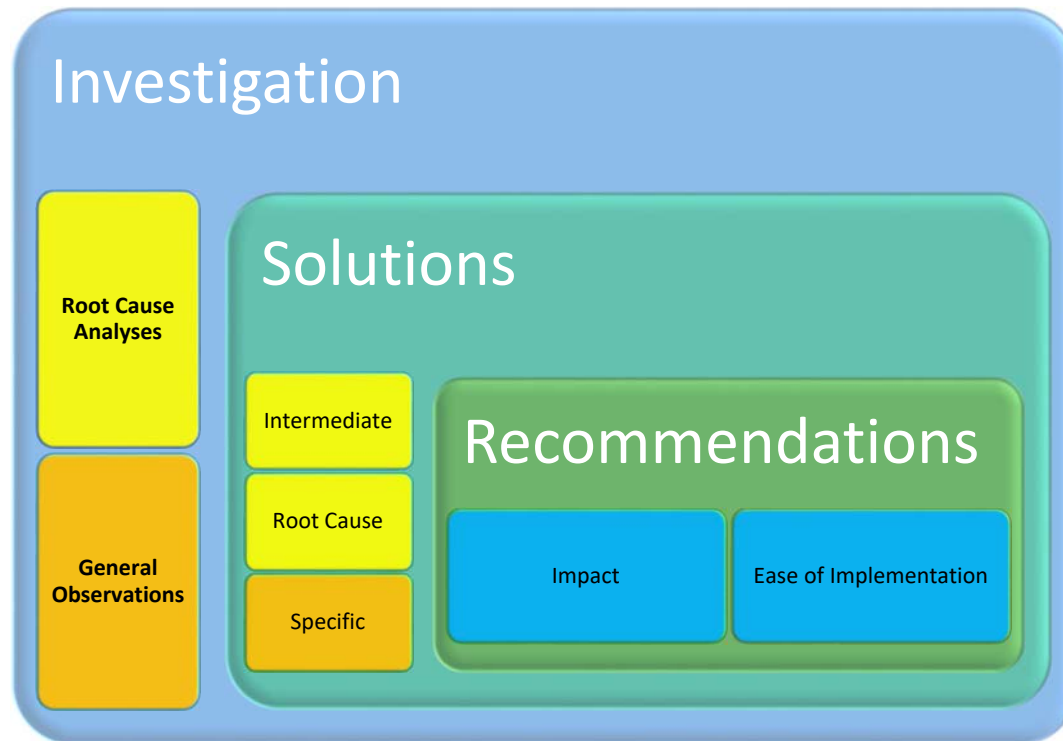 Investigation
Root Cause
Analyses
General
Observations
Solutions
Intermediate
Root Cause
Specific
Recommendations
Impact
Ease of Implementation